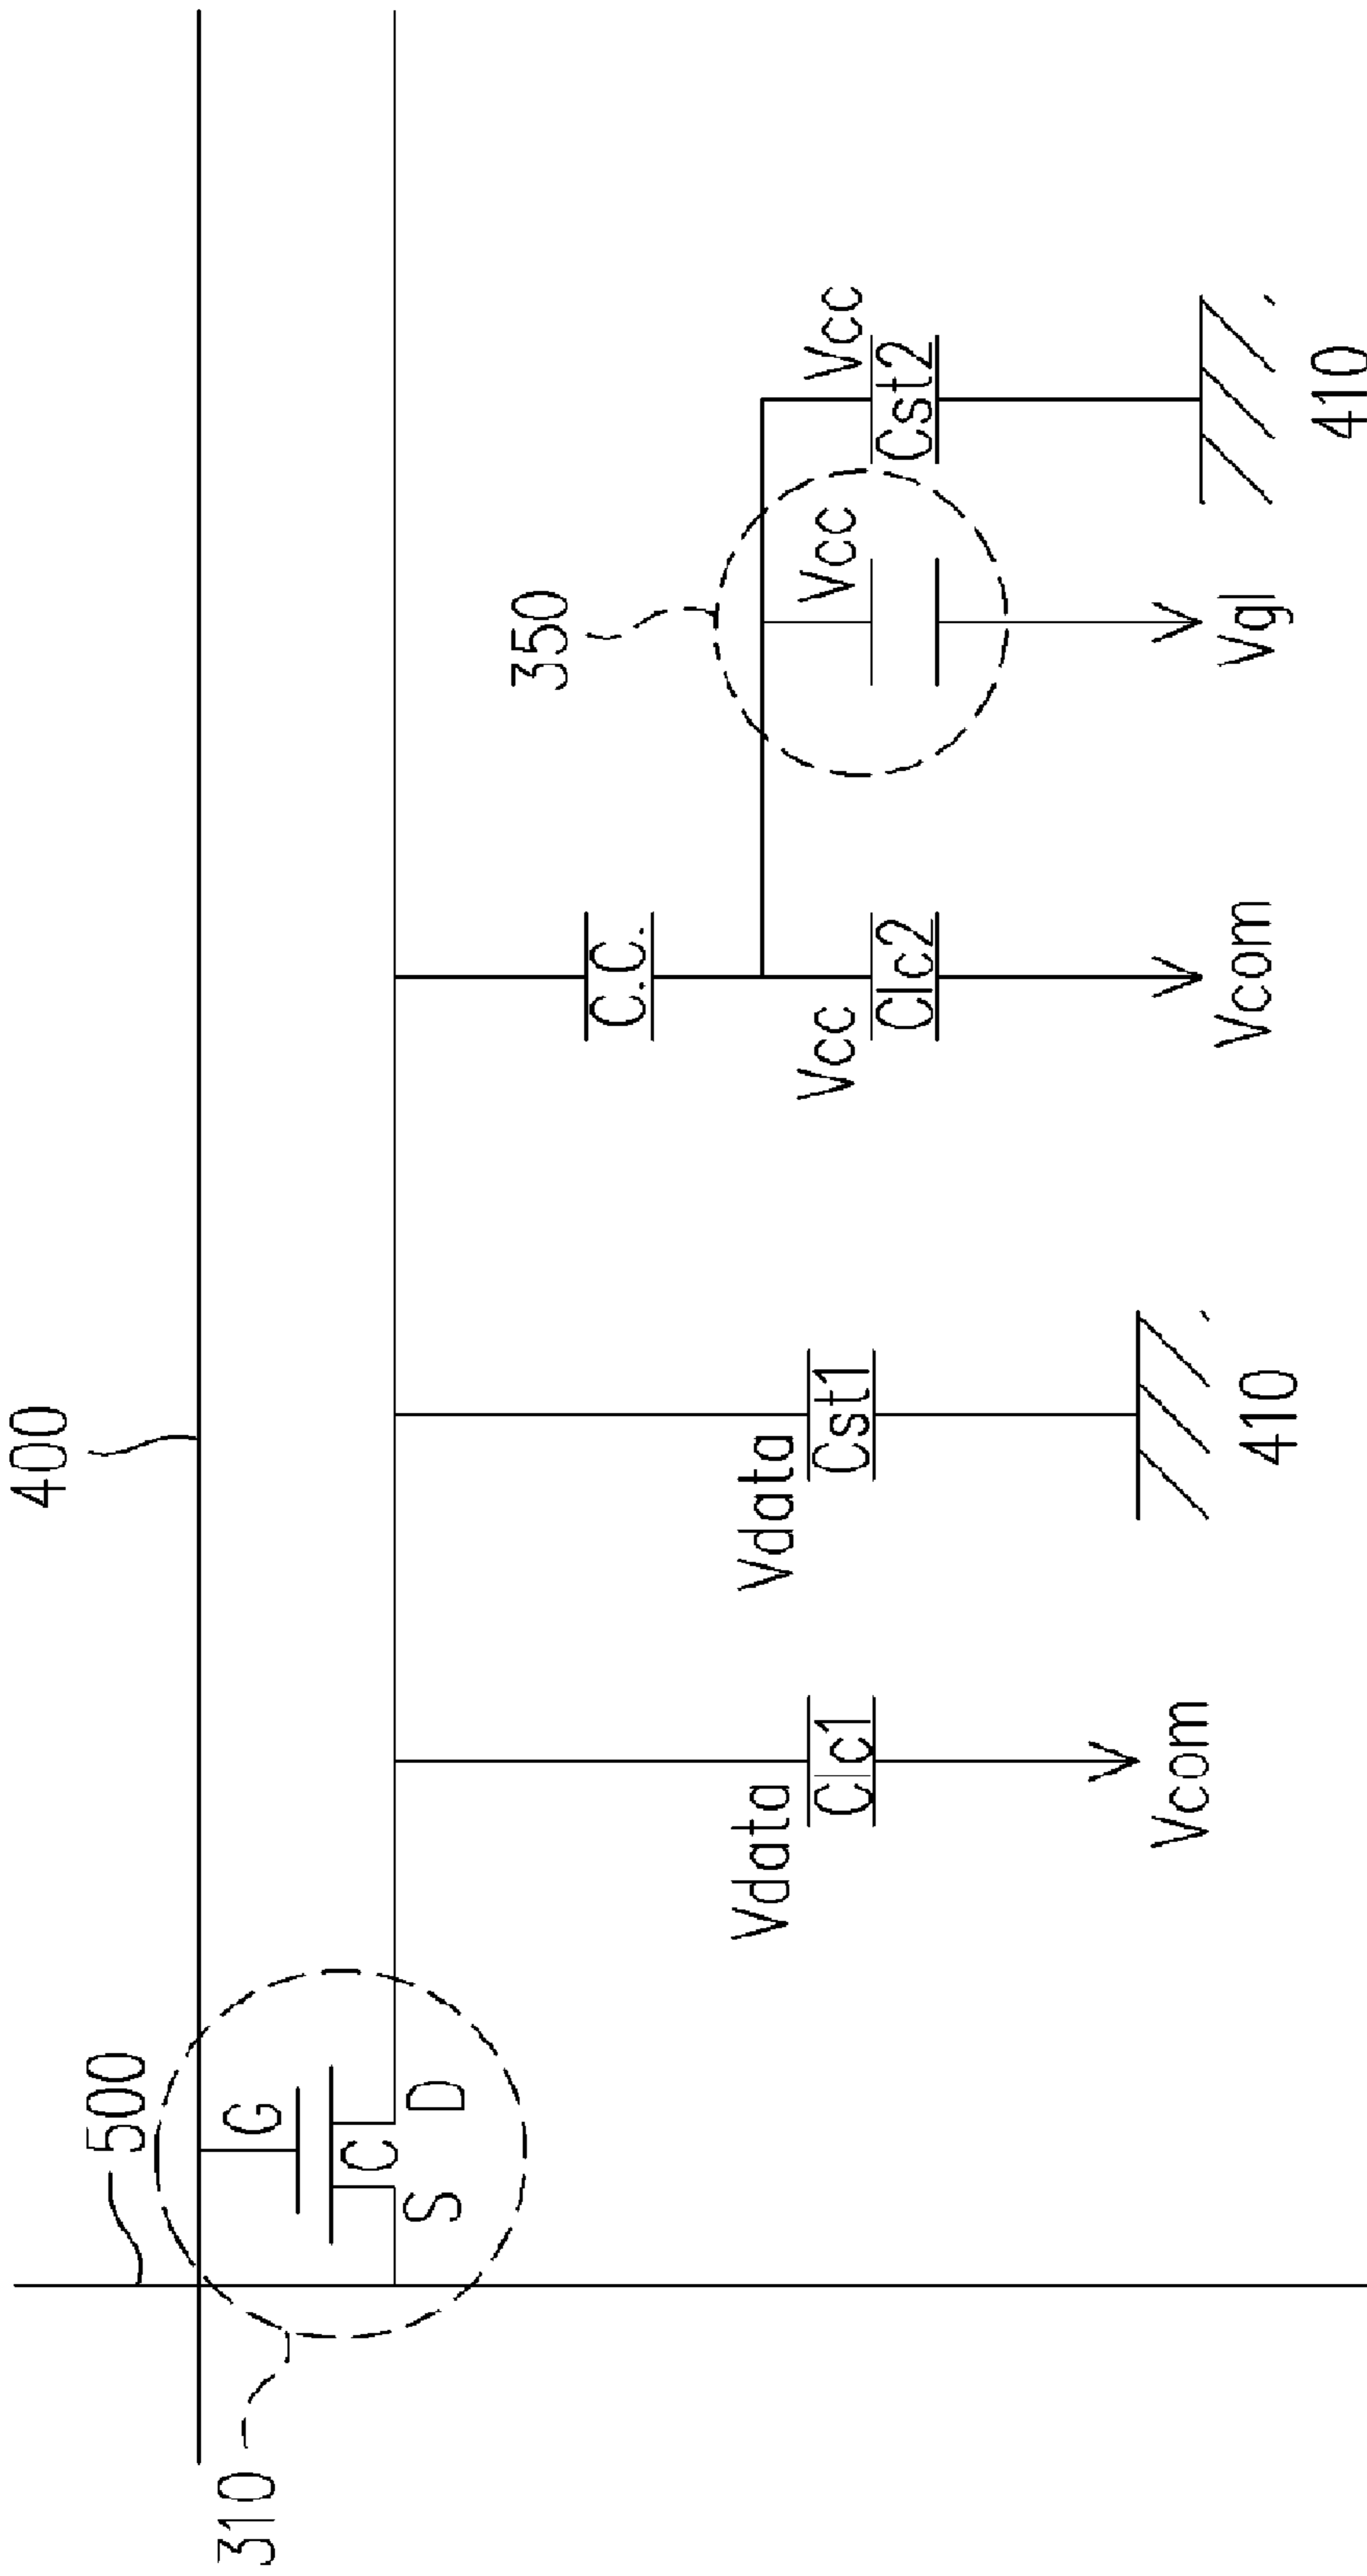 400
500
310
G
C
S
D
350
C.C.
Vdata
Clc1
Vcom
Vdata
Cst1
410
Vcc
Clc2
Vcom
Vcc
Vgl
Vcc
Cst2
410